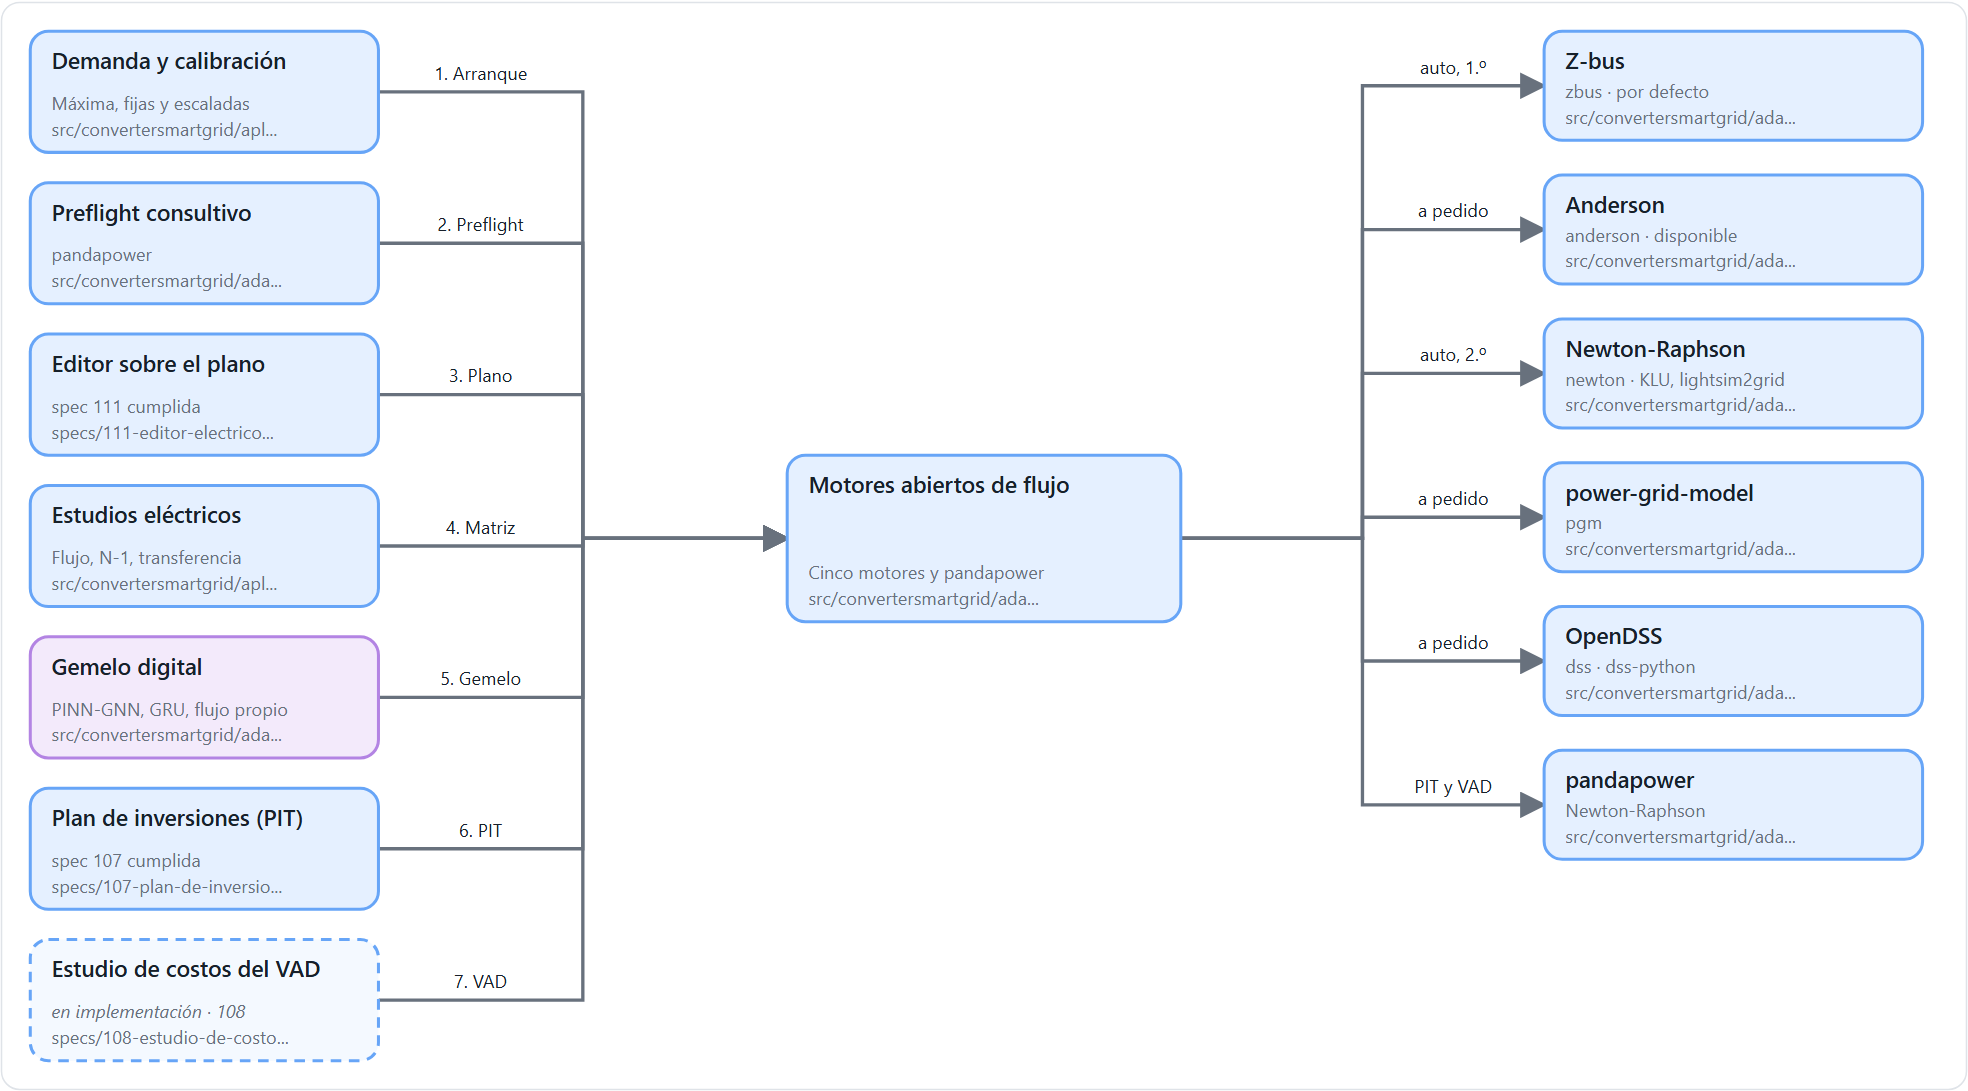 Demanda y calibración
Máxima, fijas y escaladas
src/convertersmartgrid/apl...
1. Arranque
Preflight consultivo
pandapower
src/convertersmartgrid/ada...
2. Preflight
Editor sobre el plano
spec 111 cumplida
specs/111-editor-electrico...
3. Plano
Estudios eléctricos
Flujo, N-1, transferencia
src/convertersmartgrid/apl...
4. Matriz
Gemelo digital
PINN-GNN, GRU, flujo propio
src/convertersmartgrid/ada...
5. Gemelo
Plan de inversiones (PIT)
spec 107 cumplida
specs/107-plan-de-inversio...
6. PIT
Estudio de costos del VAD
en implementación · 108
specs/108-estudio-de-costo...
7. VAD
Motores abiertos de flujo
Cinco motores y pandapower
src/convertersmartgrid/ada...
auto, 1.º
Z-bus
zbus · por defecto
src/convertersmartgrid/ada...
a pedido
Anderson
anderson · disponible
src/convertersmartgrid/ada...
auto, 2.º
Newton-Raphson
newton · KLU, lightsim2grid
src/convertersmartgrid/ada...
a pedido
power-grid-model
pgm
src/convertersmartgrid/ada...
a pedido
OpenDSS
dss · dss-python
src/convertersmartgrid/ada...
PIT y VAD
pandapower
Newton-Raphson
src/convertersmartgrid/ada...